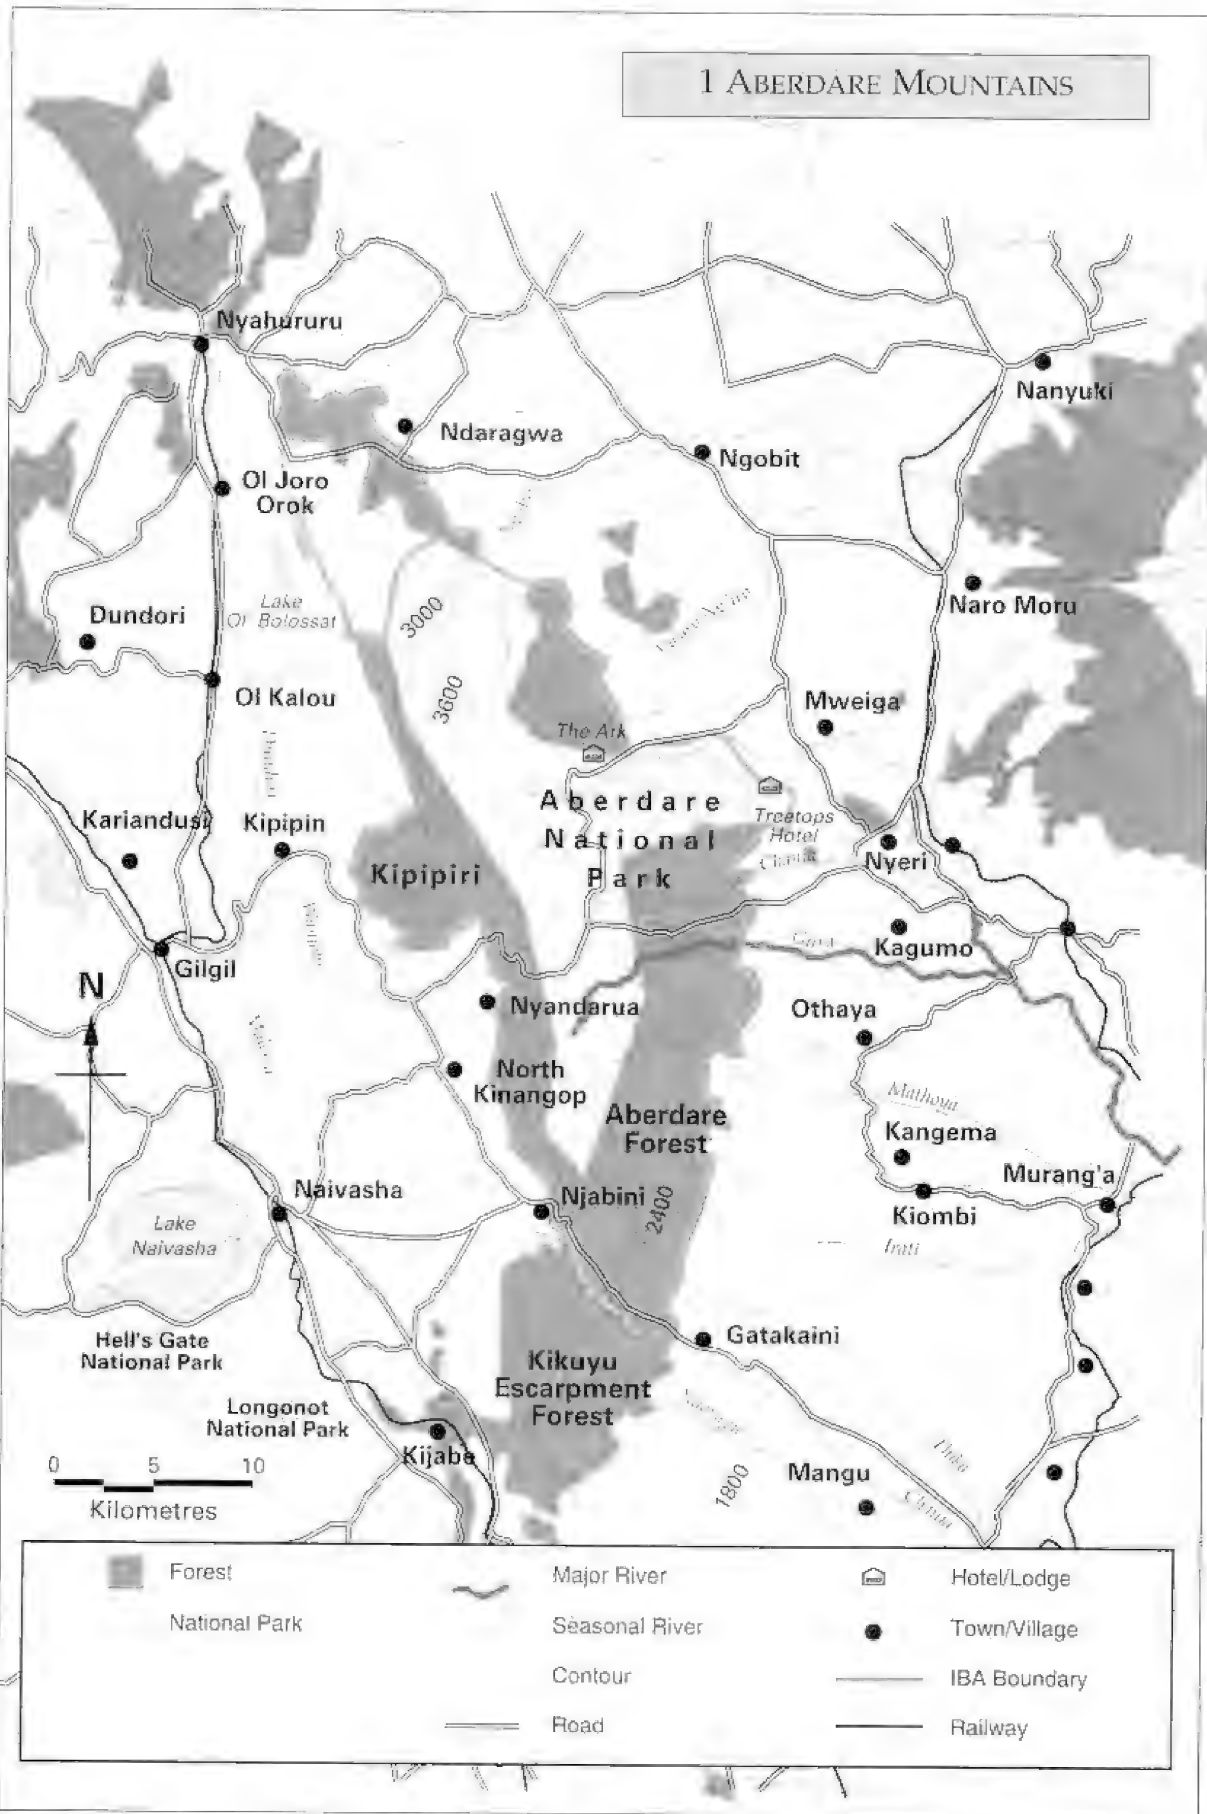 1 ABERDARE MOUNTAINS
Nyahururu
Nanyuki
Ndaragwa
Ngobit
Ol Joro
Orok
Naro Moru
Lake
Ol Bolossat
3000
Dundori
Ol Kalou
3600
Mweiga
The Ark
Aberdare
National
Park
Treetops
Hotel
Kariandusi
Kipipin
Kipipiri
Nyeri
Kagumo
Gilgil
N
Nyandarua
Othaya
North
Kinangop
Mathoya
Aberdare
Forest
Kangema
Murang'a
Naivasha
Njabini
2400
Kiombi
Lake
Naivasha
Irati
Hell's Gate
National Park
Gatakaini
Kikuyu
Escarpment
Forest
Longonot
National Park
Kijabe
1800
Mangu
Thika
Chania
0 5 10
Kilometres
Forest
National Park
Major River
Seasonal River
Contour
Road
Hotel/Lodge
Town/Village
IBA Boundary
Railway